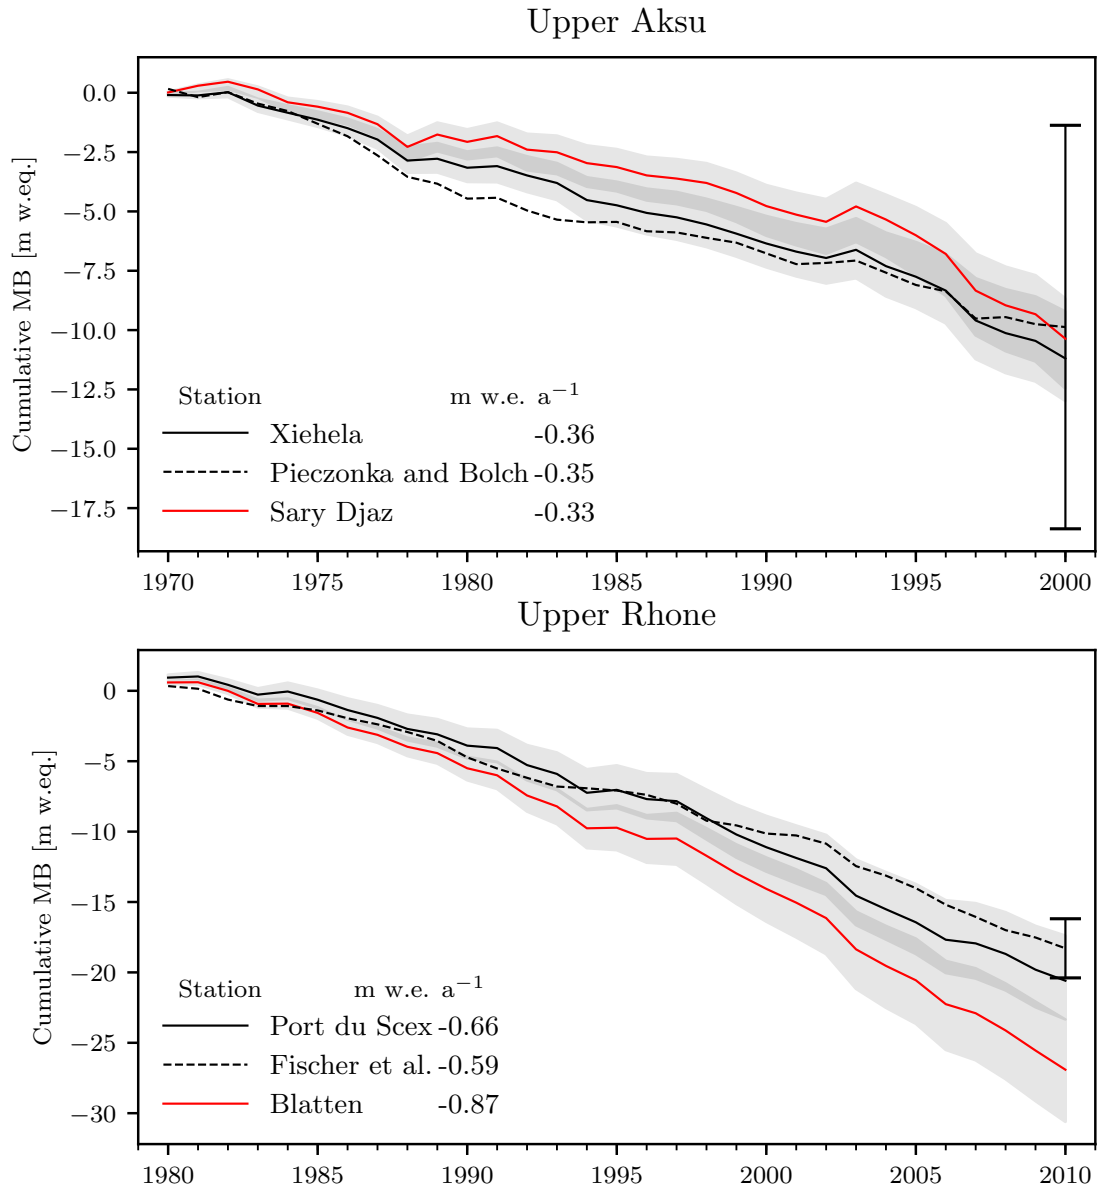 Upper Aksu
Cumulative MB [m w.eq.]
0.0
−2.5
−5.0
−7.5
−10.0
−12.5
−15.0
−17.5
Station m w.e. a⁻¹
Xiehela -0.36
Pieczonka and Bolch -0.35
Sary Djaz -0.33
1970 1975 1980 1985 1990 1995 2000
Upper Rhone
Cumulative MB [m w.eq.]
0
−5
−10
−15
−20
−25
−30
Station m w.e. a⁻¹
Port du Scex -0.66
Fischer et al. -0.59
Blatten -0.87
1980 1985 1990 1995 2000 2005 2010